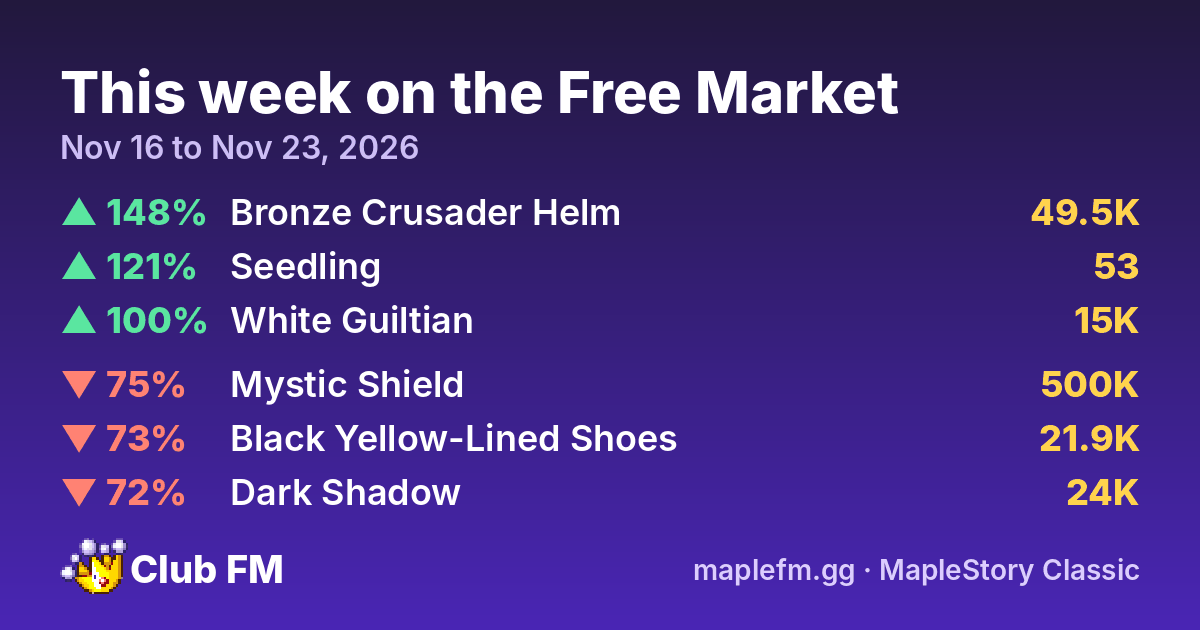 This week on the Free Market
Nov 16 to Nov 23, 2026
▲ 148% Bronze Crusader Helm 49.5K
▲ 121% Seedling 53
▲ 100% White Guiltian 15K
▼ 75% Mystic Shield 500K
▼ 73% Black Yellow-Lined Shoes 21.9K
▼ 72% Dark Shadow 24K
Club FM maplefm.gg · MapleStory Classic